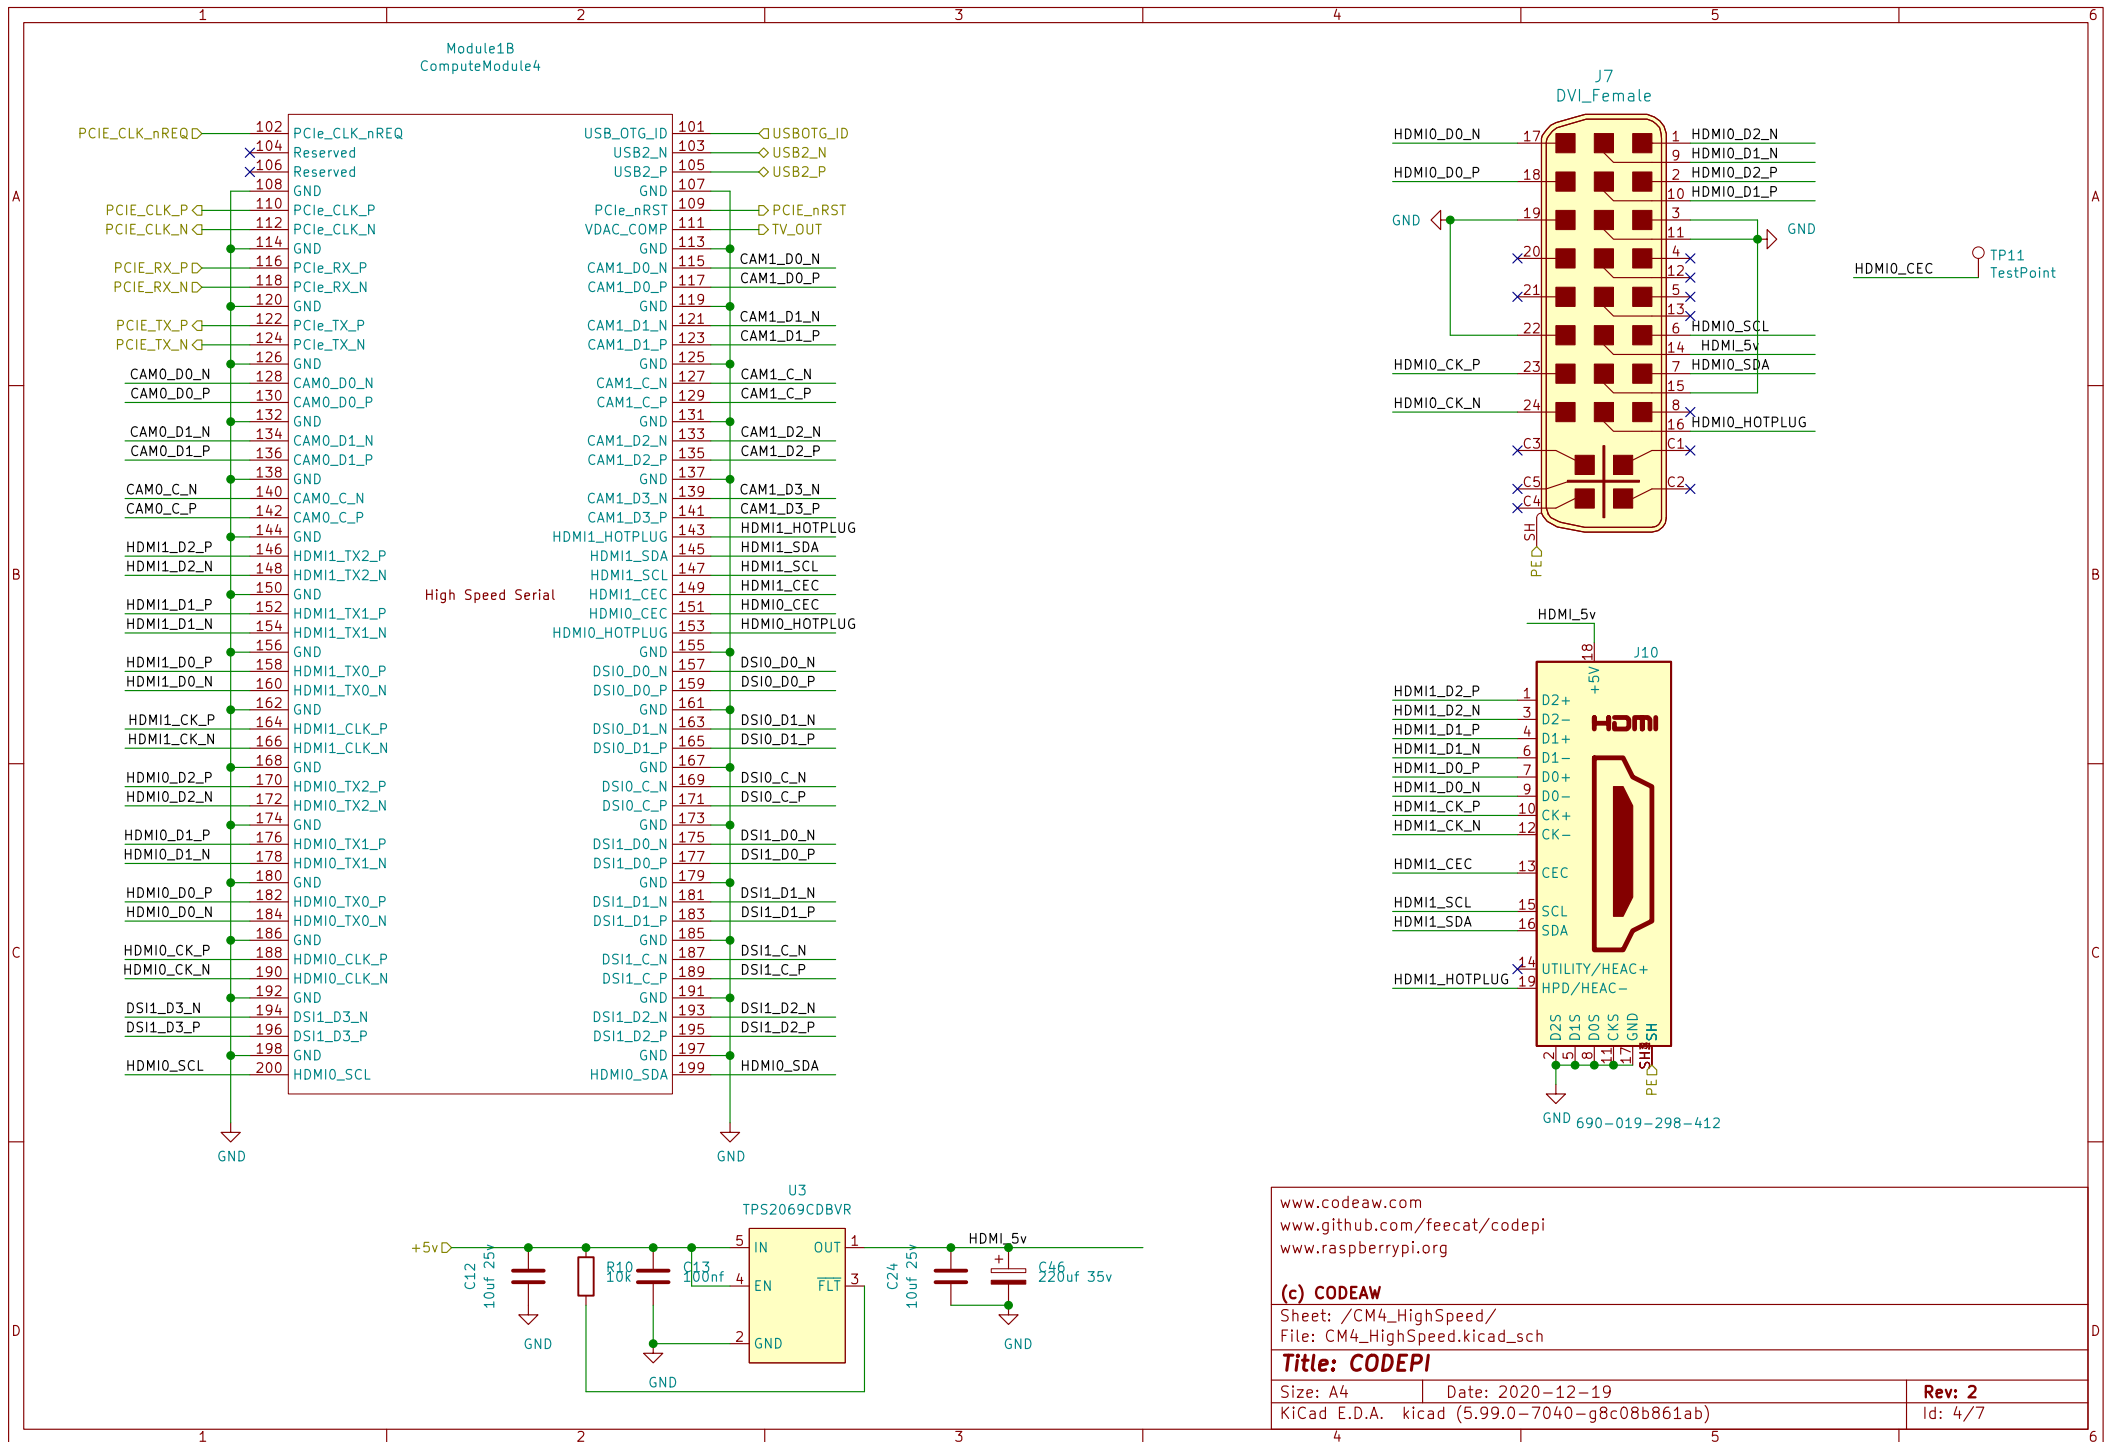 1 2 3 4 5 6
Module1B
ComputeModule4
PCIE_CLK_nREQ 102 PCIe_CLK_nREQ USB_OTG_ID 101 USBOTG_ID
104 Reserved USB2_N 103 USB2_N
106 Reserved USB2_P 105 USB2_P
108 GND GND 107
A
PCIE_CLK_P 110 PCIe_CLK_P PCIe_nRST 109 PCIE_nRST
PCIE_CLK_N 112 PCIe_CLK_N VDAC_COMP 111 TV_OUT
114 GND GND 113
PCIE_RX_P 116 PCIe_RX_P CAM1_D0_N 115 CAM1_D0_N
PCIE_RX_N 118 PCIe_RX_N CAM1_D0_P 117 CAM1_D0_P
120 GND GND 119
PCIE_TX_P 122 PCIe_TX_P CAM1_D1_N 121 CAM1_D1_N
PCIE_TX_N 124 PCIe_TX_N CAM1_D1_P 123 CAM1_D1_P
126 GND GND 125
CAM0_D0_N 128 CAM0_D0_N CAM1_C_N 127 CAM1_C_N
CAM0_D0_P 130 CAM0_D0_P CAM1_C_P 129 CAM1_C_P
132 GND GND 131
CAM0_D1_N 134 CAM0_D1_N CAM1_D2_N 133 CAM1_D2_N
CAM0_D1_P 136 CAM0_D1_P CAM1_D2_P 135 CAM1_D2_P
138 GND GND 137
CAM0_C_N 140 CAM0_C_N CAM1_D3_N 139 CAM1_D3_N
CAM0_C_P 142 CAM0_C_P CAM1_D3_P 141 CAM1_D3_P
144 GND HDMI1_HOTPLUG 143 HDMI1_HOTPLUG
HDMI1_D2_P 146 HDMI1_TX2_P HDMI1_SDA 145 HDMI1_SDA
B
HDMI1_D2_N 148 HDMI1_TX2_N HDMI1_SCL 147 HDMI1_SCL
150 GND High Speed Serial HDMI1_CEC 149 HDMI1_CEC
HDMI1_D1_P 152 HDMI1_TX1_P HDMI0_CEC 151 HDMI0_CEC
HDMI1_D1_N 154 HDMI1_TX1_N HDMI0_HOTPLUG 153 HDMI0_HOTPLUG
156 GND GND 155
HDMI1_D0_P 158 HDMI1_TX0_P DSI0_D0_N 157 DSI0_D0_N
HDMI1_D0_N 160 HDMI1_TX0_N DSI0_D0_P 159 DSI0_D0_P
162 GND GND 161
HDMI1_CK_P 164 HDMI1_CLK_P DSI0_D1_N 163 DSI0_D1_N
HDMI1_CK_N 166 HDMI1_CLK_N DSI0_D1_P 165 DSI0_D1_P
168 GND GND 167
HDMI0_D2_P 170 HDMI0_TX2_P DSI0_C_N 169 DSI0_C_N
HDMI0_D2_N 172 HDMI0_TX2_N DSI0_C_P 171 DSI0_C_P
174 GND GND 173
HDMI0_D1_P 176 HDMI0_TX1_P DSI1_D0_N 175 DSI1_D0_N
HDMI0_D1_N 178 HDMI0_TX1_N DSI1_D0_P 177 DSI1_D0_P
180 GND GND 179
HDMI0_D0_P 182 HDMI0_TX0_P DSI1_D1_N 181 DSI1_D1_N
HDMI0_D0_N 184 HDMI0_TX0_N DSI1_D1_P 183 DSI1_D1_P
186 GND GND 185
C
HDMI0_CK_P 188 HDMI0_CLK_P DSI1_C_N 187 DSI1_C_N
HDMI0_CK_N 190 HDMI0_CLK_N DSI1_C_P 189 DSI1_C_P
192 GND GND 191
DSI1_D3_N 194 DSI1_D3_N DSI1_D2_N 193 DSI1_D2_N
DSI1_D3_P 196 DSI1_D3_P DSI1_D2_P 195 DSI1_D2_P
198 GND GND 197
HDMI0_SCL 200 HDMI0_SCL HDMI0_SDA 199 HDMI0_SDA
GND GND
J7
DVI_Female
HDMI0_D0_N 17 1 HDMI0_D2_N
9 HDMI0_D1_N
HDMI0_D0_P 18 2 HDMI0_D2_P
10 HDMI0_D1_P
A
GND 19 3
11 GND
20 4
12
21 5
13
22 6 HDMI0_SCL
14 HDMI_5v
HDMI0_CK_P 23 7 HDMI0_SDA
15
HDMI0_CK_N 24 8
16 HDMI0_HOTPLUG
C3 C1
C5 C2
C4
SH
PE
HDMI0_CEC TP11
TestPoint
B
HDMI_5v
18 J10
+5V
HDMI
HDMI1_D2_P 1 D2+
HDMI1_D2_N 3 D2-
HDMI1_D1_P 4 D1+
HDMI1_D1_N 6 D1-
HDMI1_D0_P 7 D0+
HDMI1_D0_N 9 D0-
HDMI1_CK_P 10 CK+
HDMI1_CK_N 12 CK-
HDMI1_CEC 13 CEC
HDMI1_SCL 15 SCL
HDMI1_SDA 16 SDA
C
14 UTILITY/HEAC+
HDMI1_HOTPLUG 19 HPD/HEAC-
D2S D1S D0S CKS GND SH
2 5 8 11 17
PE
GND 690-019-298-412
U3
TPS2069CDBVR
+5v 5 IN OUT 1 HDMI_5v
C12 10uf 25v R10 10k C13 100nf 4 EN FLT 3 C24 10uf 25v + C46 220uf 35v
GND 2 GND GND
GND
D
www.codeaw.com
www.github.com/feecat/codepi
www.raspberrypi.org
(c) CODEAW
Sheet: /CM4_HighSpeed/
File: CM4_HighSpeed.kicad_sch
D
Title: CODEPI
Size: A4 Date: 2020-12-19 Rev: 2
KiCad E.D.A. kicad (5.99.0-7040-g8c08b861ab) Id: 4/7
1 2 3 4 5 6